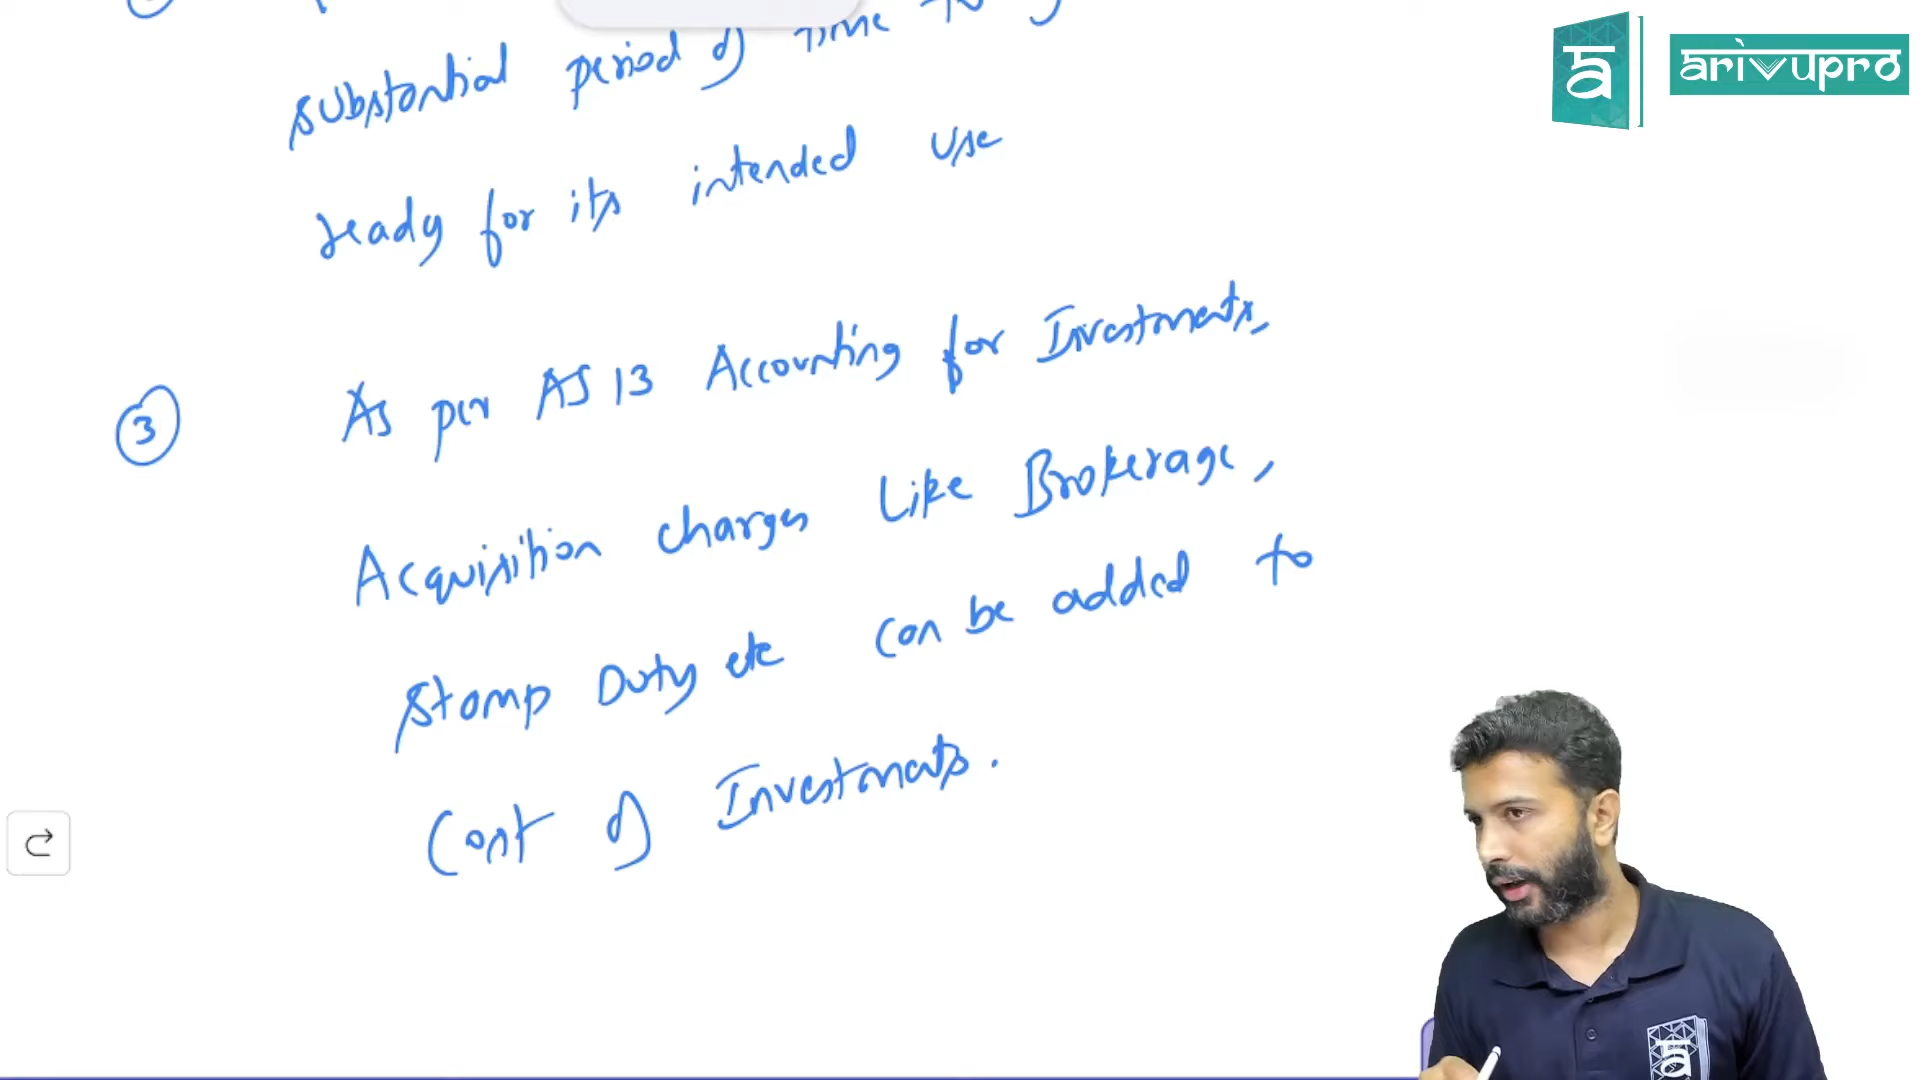 substantial period of time to
ready for its intended use
3 As per AS 13 Accounting for Investments,
Acquisition charges Like Brokerage,
Stamp Duty etc can be added to
Cost of Investments.
arivupro